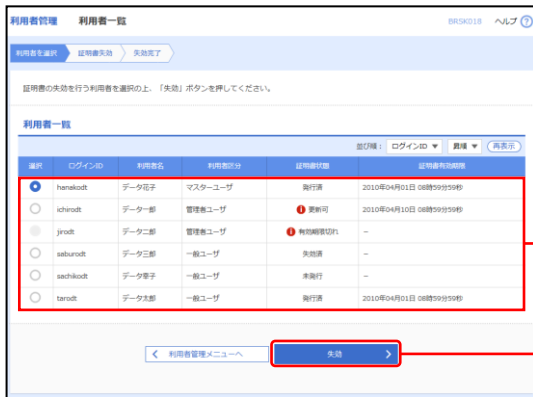 利用者管理 利用者一覧 BRSK018 ヘルプ ?
利用者を選択 証明書失効 失効完了
証明書の失効を行う利用者を選択の上、「失効」ボタンを押してください。
利用者一覧
並び順： ログインID ▼ 昇順 ▼ 再表示
選択 ログインID 利用者名 利用者区分 証明書状態 証明書有効期限
hanakodt データ花子 マスターユーザ 発行済 2010年04月01日 08時59分59秒
ichirodt データ一郎 管理者ユーザ ! 更新可 2010年04月10日 08時59分59秒
jirodt データ二郎 管理者ユーザ ! 有効期限切れ －
saburodt データ三郎 一般ユーザ 失効済 －
sachikodt データ幸子 一般ユーザ 未発行 －
tarodt データ太郎 一般ユーザ 発行済 2010年04月01日 08時59分59秒
利用者管理メニューへ 失効